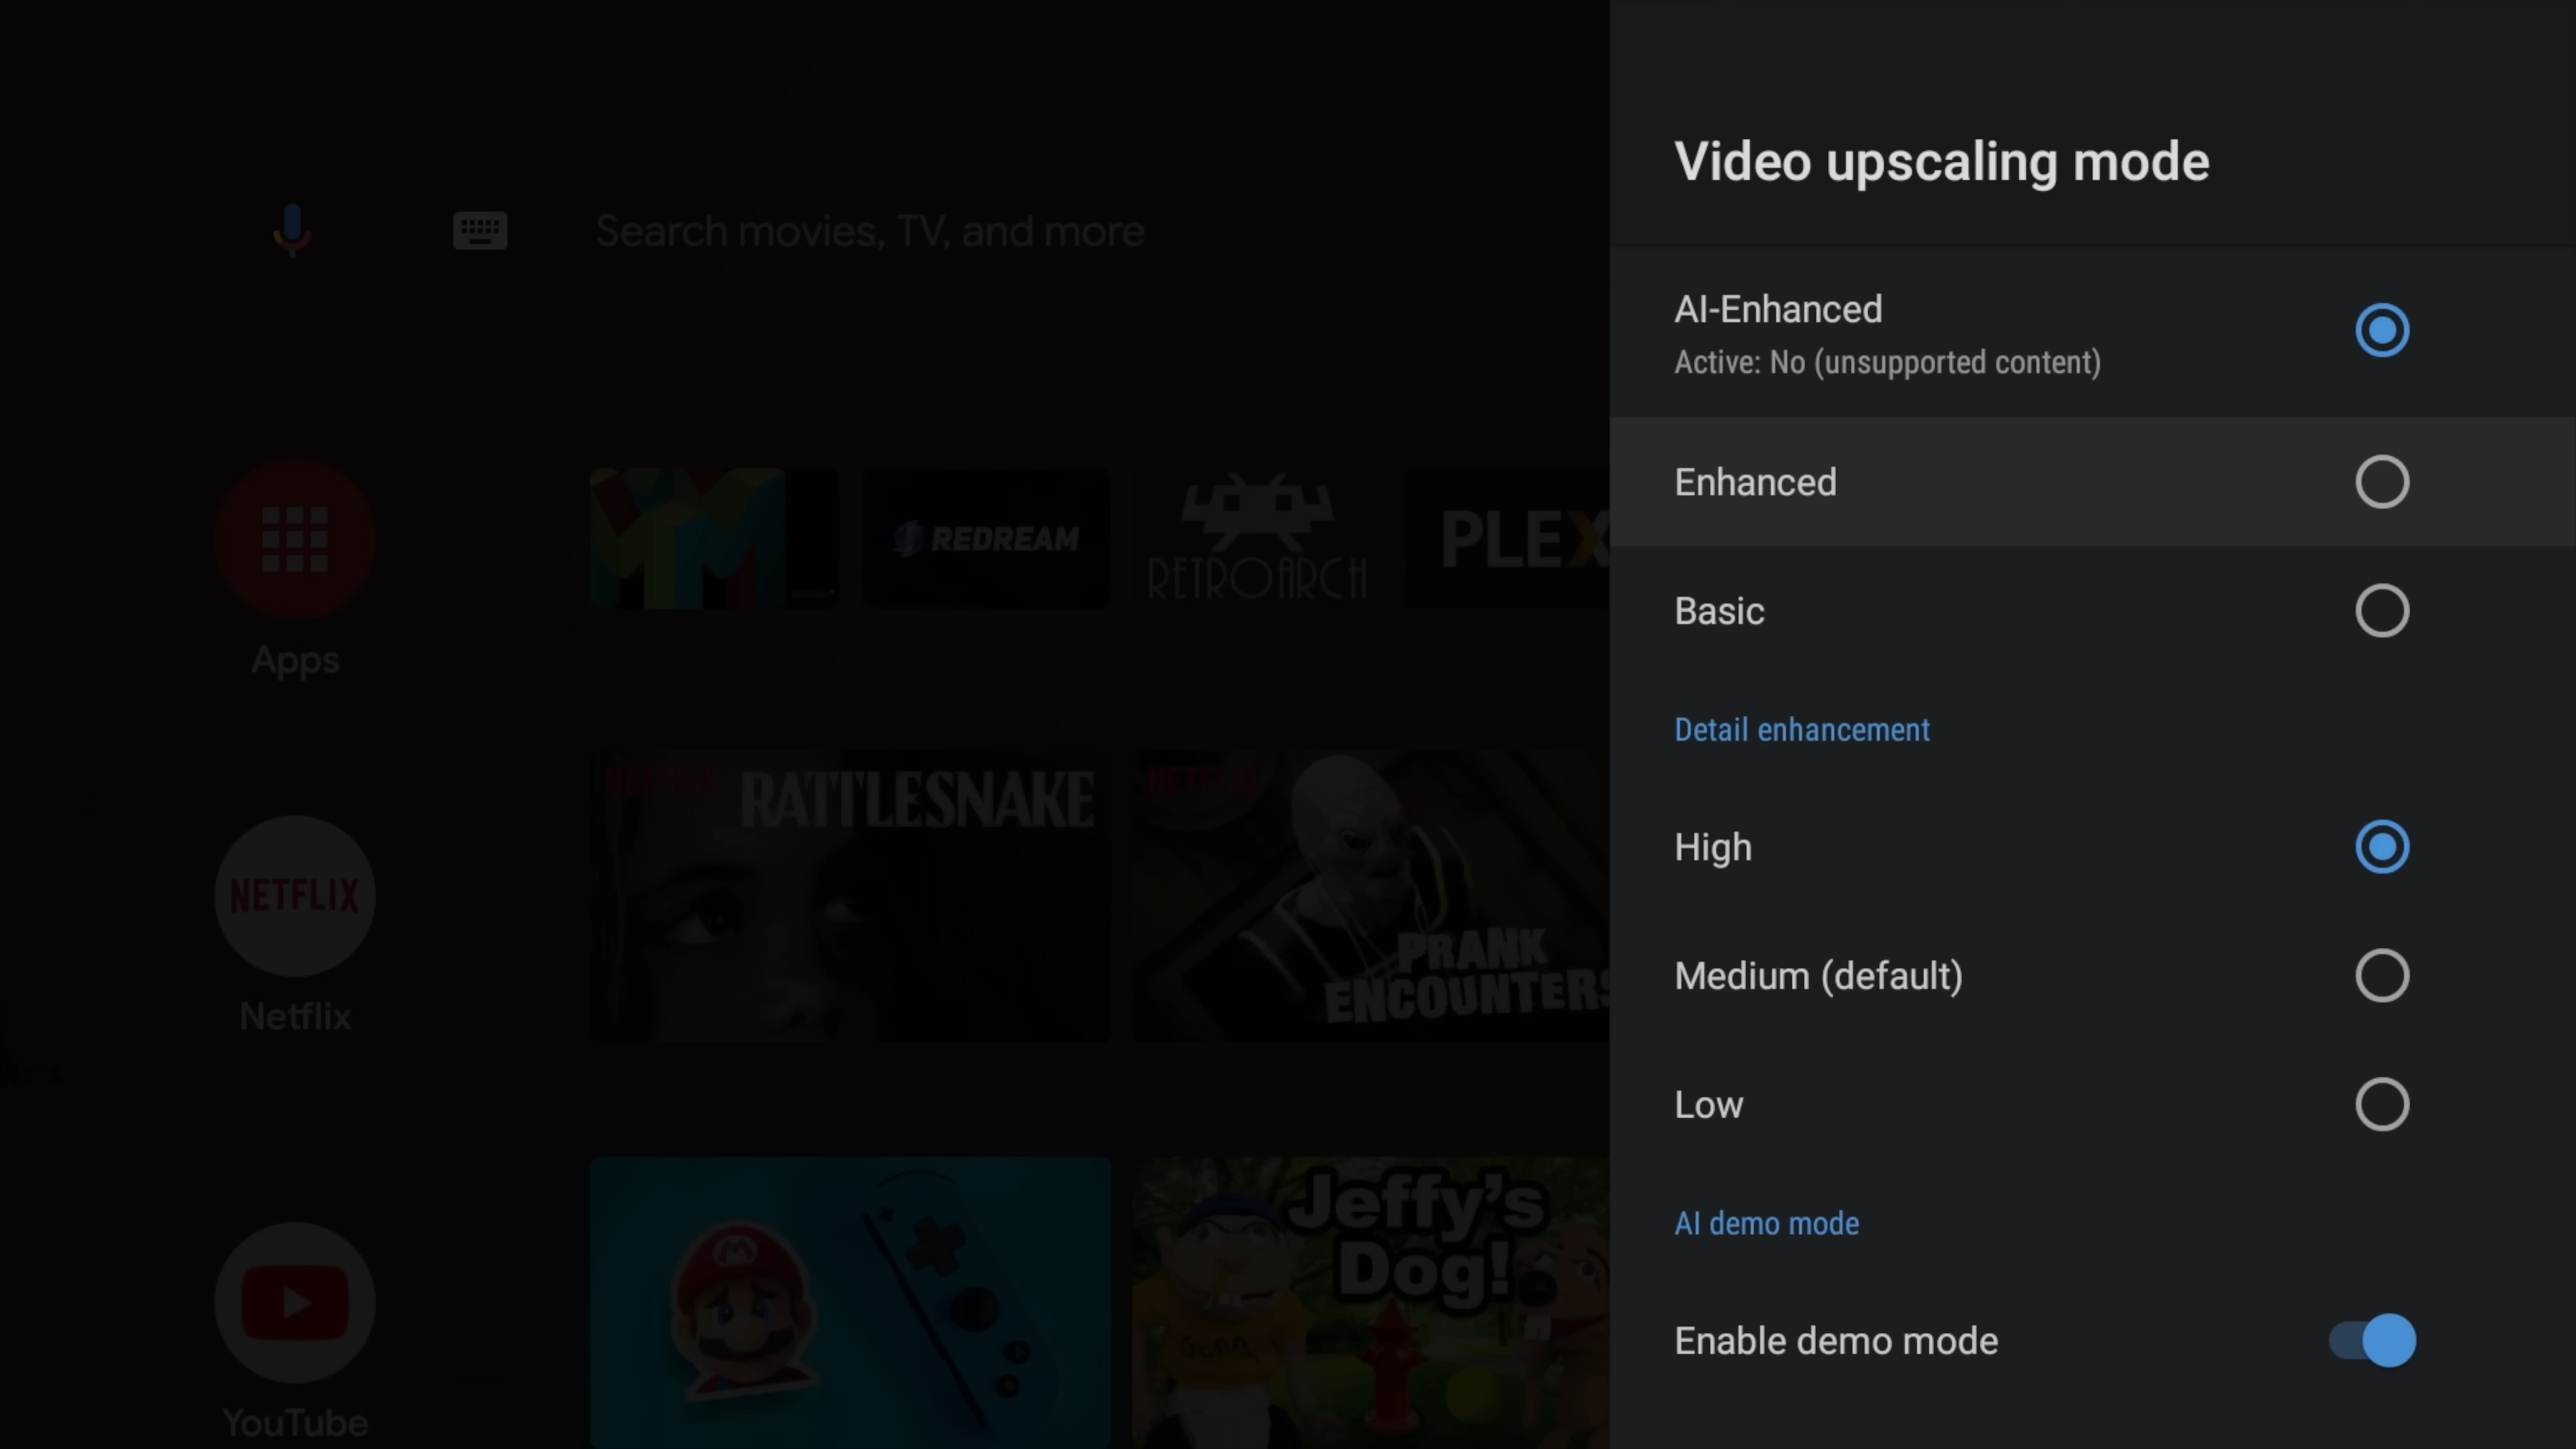 Search movies, TV, and more
REDREAM
RETROARCH
PLEX
Apps
NETFLIX
RATTLESNAKE
NETFLIX
PRANK
ENCOUNTERS
NETFLIX
Netflix
Jeffy's
Dog!
YouTube
Video upscaling mode
AI-Enhanced
Active: No (unsupported content)
Enhanced
Basic
Detail enhancement
High
Medium (default)
Low
AI demo mode
Enable demo mode